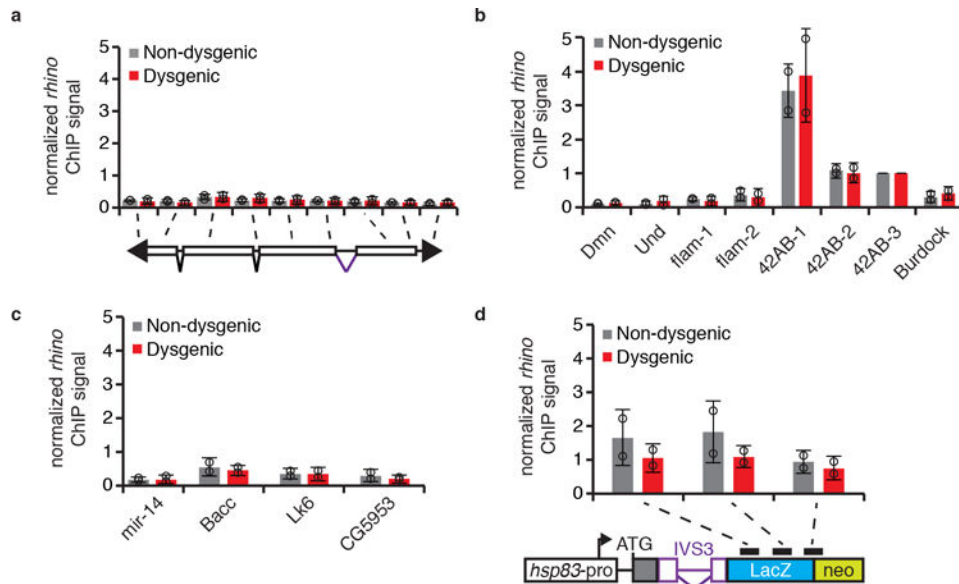 a
normalized rhino
ChIP signal
5
4
3
2
1
0
Non-dysgenic
Dysgenic
b
normalized rhino
ChIP signal
5
4
3
2
1
0
Non-dysgenic
Dysgenic
Dmn
Und
flam-1
flam-2
42AB-1
42AB-2
42AB-3
Burdock
c
normalized rhino
ChIP signal
5
4
3
2
1
0
Non-dysgenic
Dysgenic
mir-14
Bacc
Lk6
CG5953
d
normalized rhino
ChIP signal
5
4
3
2
1
0
Non-dysgenic
Dysgenic
ATG
IVS3
hsp83-pro
LacZ
neo